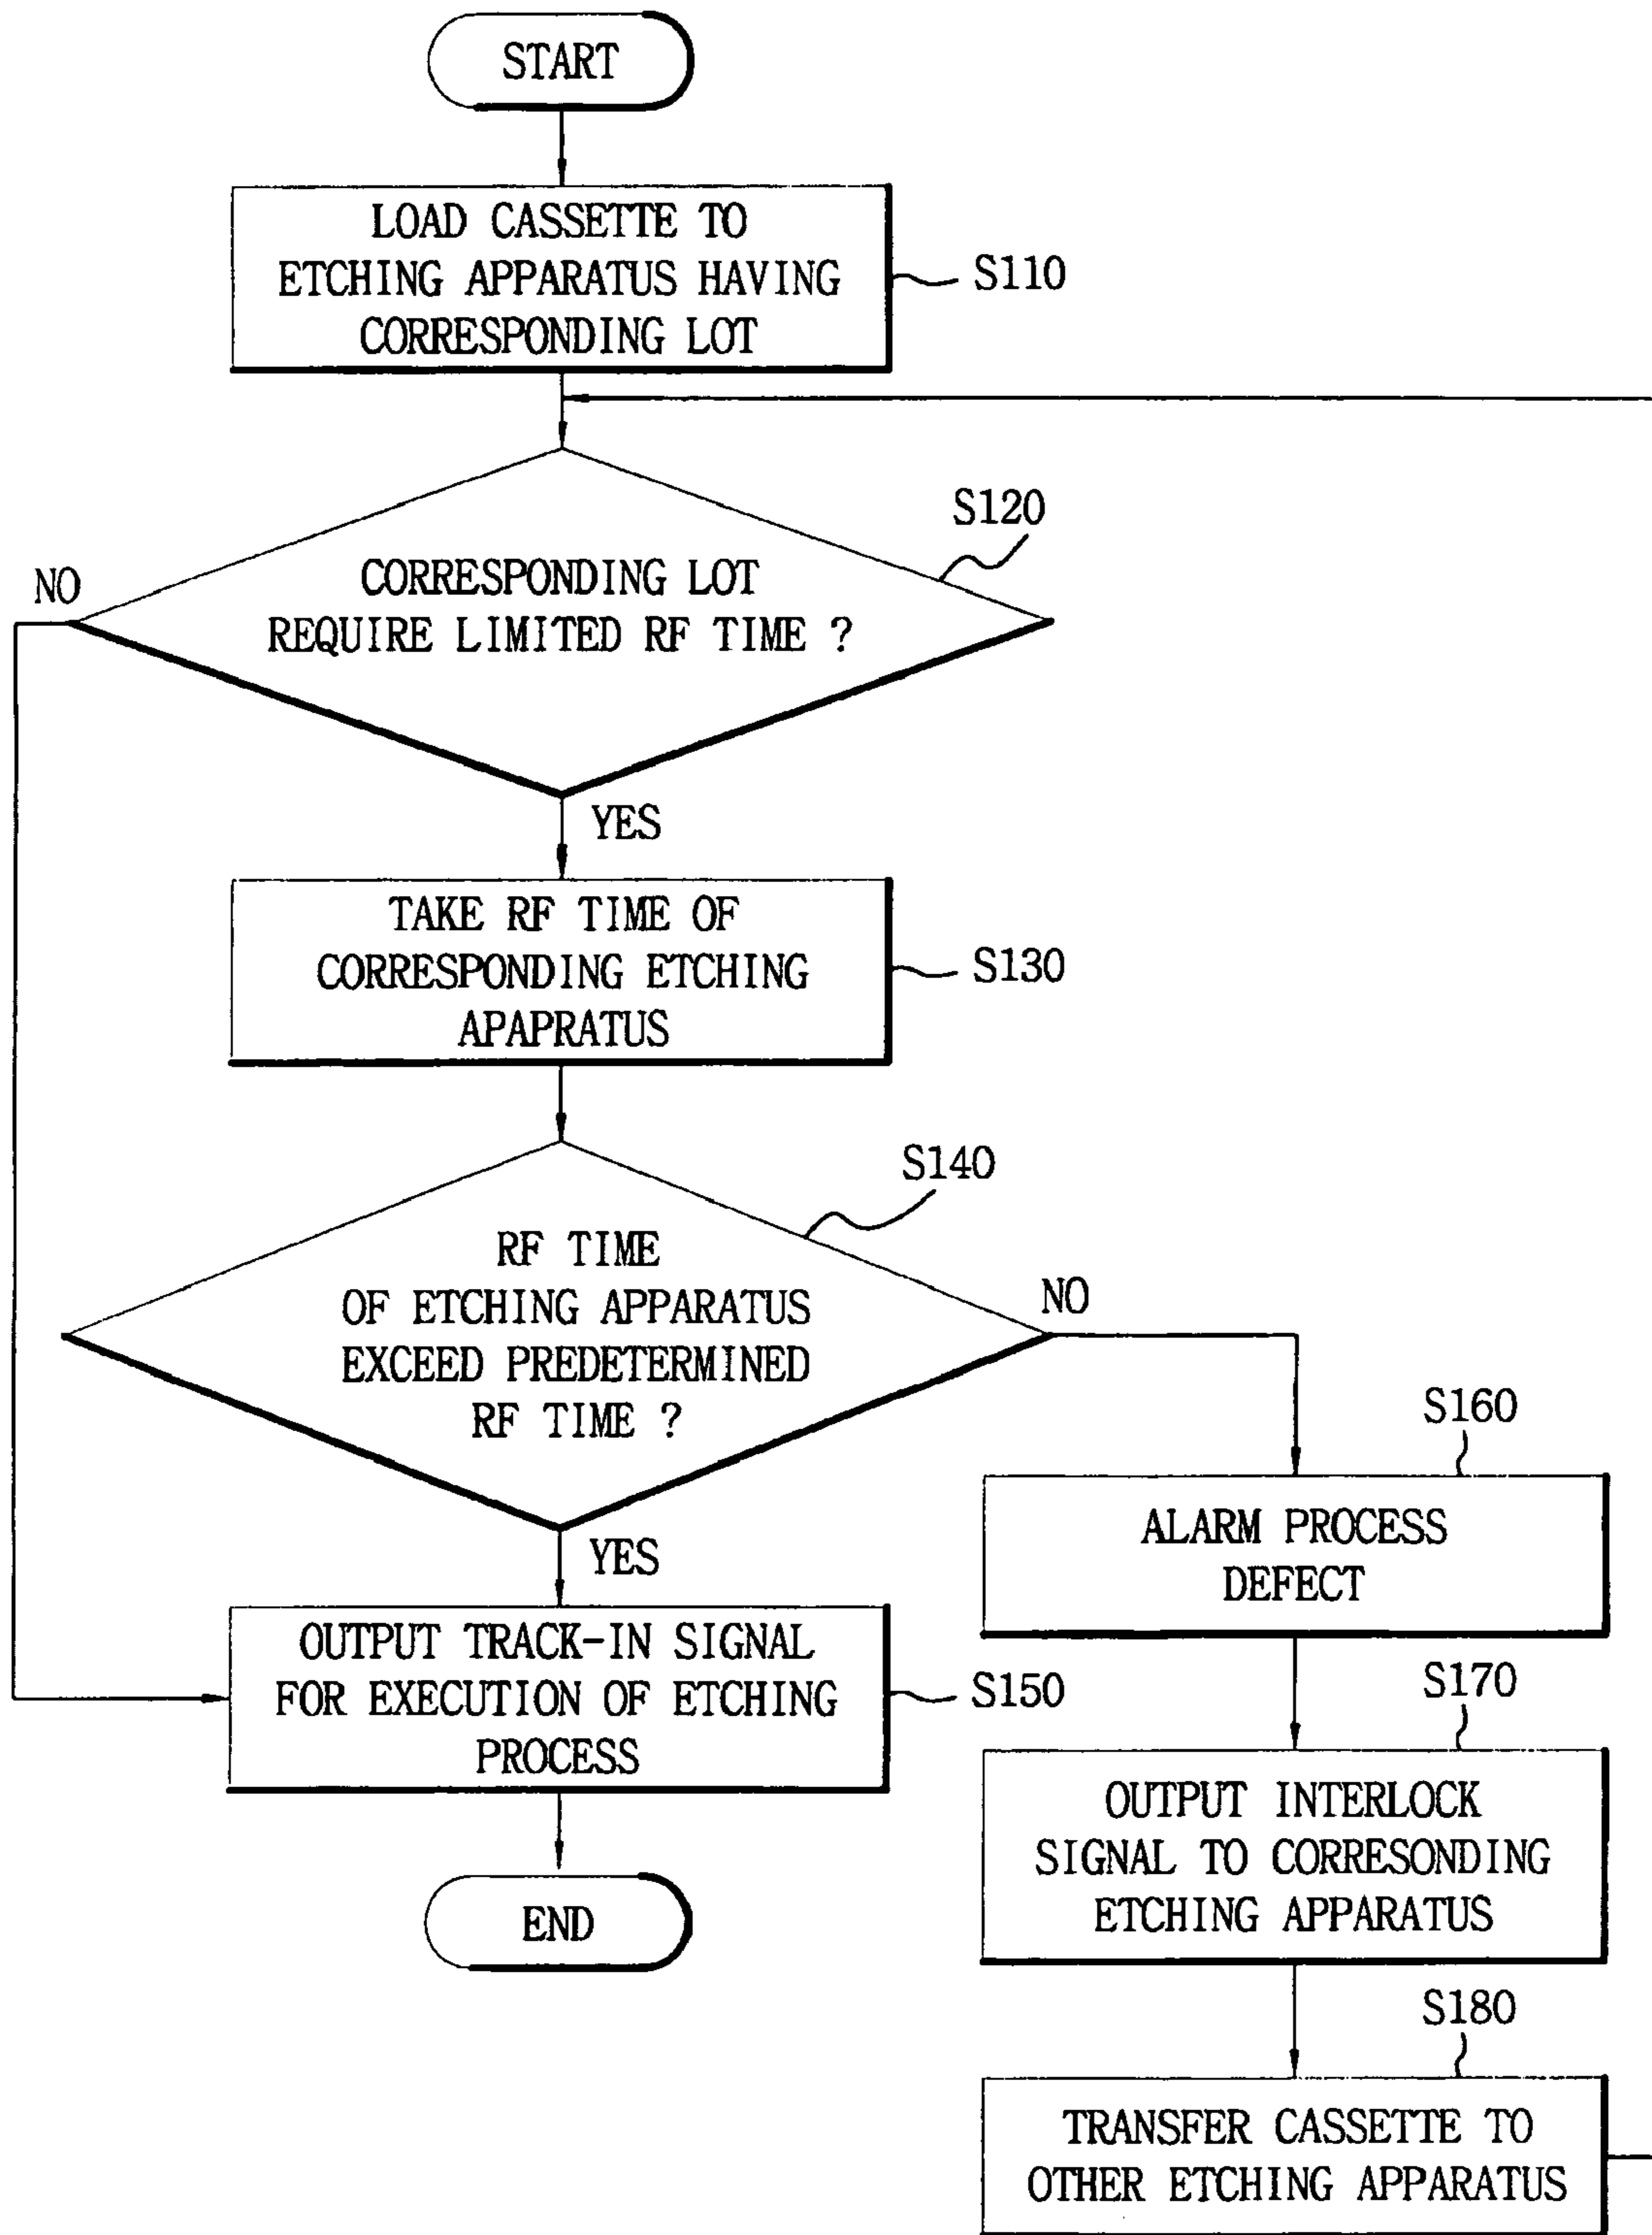 START
LOAD CASSETTE TO
ETCHING APPARATUS HAVING
CORRESPONDING LOT
S110
S120
NO
CORRESPONDING LOT
REQUIRE LIMITED RF TIME ?
YES
TAKE RF TIME OF
CORRESPONDING ETCHING
APAPRATUS
S130
S140
RF TIME
OF ETCHING APPARATUS
EXCEED PREDETERMINED
RF TIME ?
NO
YES
OUTPUT TRACK-IN SIGNAL
FOR EXECUTION OF ETCHING
PROCESS
S150
END
S160
ALARM PROCESS
DEFECT
S170
OUTPUT INTERLOCK
SIGNAL TO CORRESONDING
ETCHING APPARATUS
S180
TRANSFER CASSETTE TO
OTHER ETCHING APPARATUS